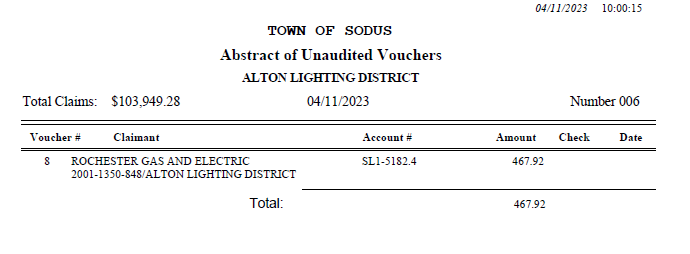 04/11/2023 10:00:15
TOWN OF SODUS
Abstract of Unaudited Vouchers
ALTON LIGHTING DISTRICT
Total Claims: $103,949.28 04/11/2023 Number 006
Voucher # Claimant Account # Amount Check Date
8 ROCHESTER GAS AND ELECTRIC SL1-5182.4 467.92
2001-1350-848/ALTON LIGHTING DISTRICT
Total: 467.92